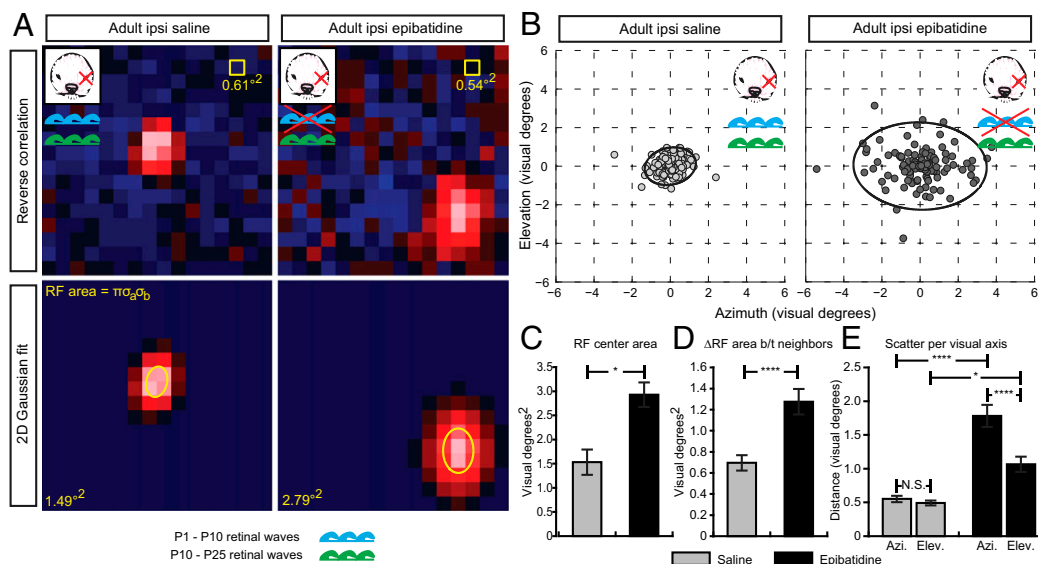 A
Adult ipsi saline
Adult ipsi epibatidine
Reverse correlation
0.61°²
0.54°²
2D Gaussian fit
RF area = πσaσb
1.49°²
2.79°²
P1 - P10 retinal waves
P10 - P25 retinal waves
B
Adult ipsi saline
Adult ipsi epibatidine
Elevation (visual degrees)
6
4
2
0
−2
−4
−6
−6 −4 −2 0 2 4 6
−6 −4 −2 0 2 4 6
Azimuth (visual degrees)
C
RF center area
Visual degrees²
3.5
3.0
2.5
2.0
1.5
1.0
0.5
0
*
D
ΔRF area b/t neighbors
Visual degrees²
1.6
1.4
1.2
1.0
0.8
0.6
0.4
0.2
0
****
E
Scatter per visual axis
Distance (visual degrees)
2.5
2.0
1.5
1.0
0.5
0
****
*
****
N.S.
Azi. Elev. Azi. Elev.
Saline
Epibatidine